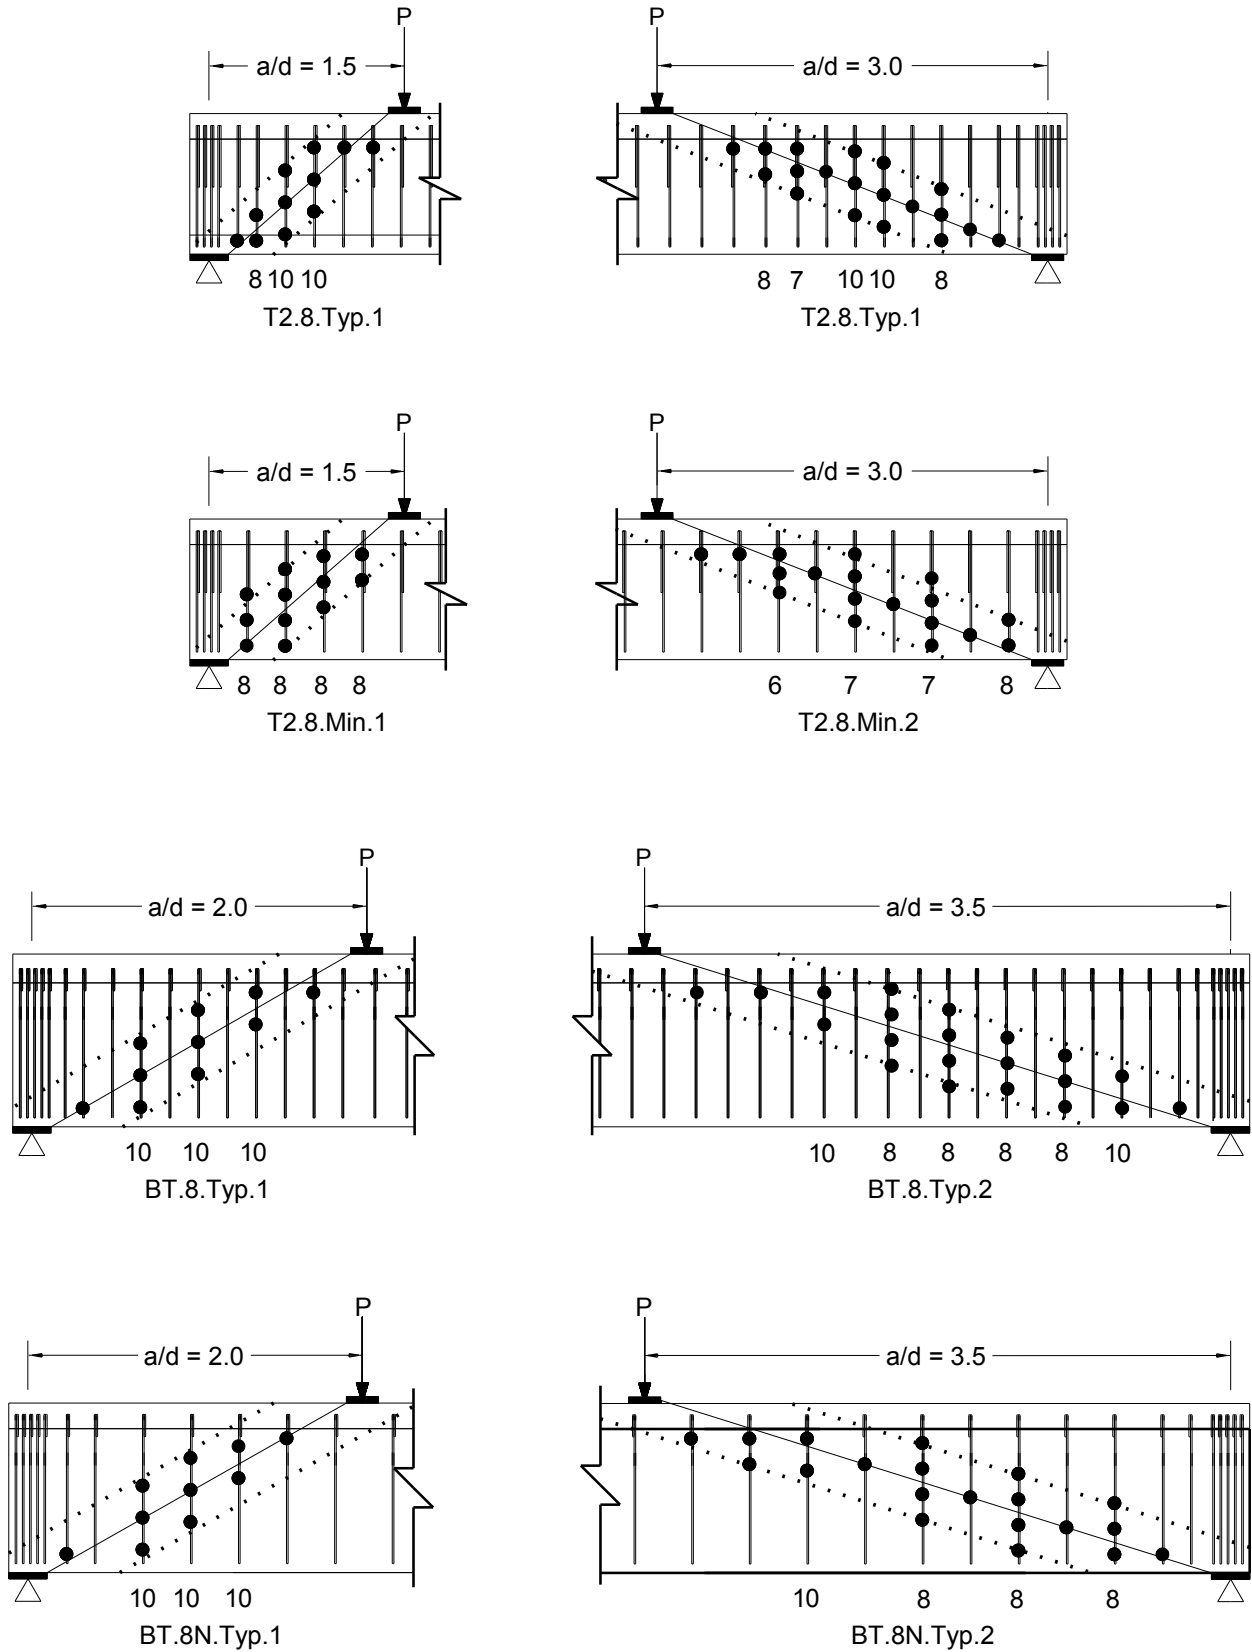 P P
a/d = 1.5 a/d = 3.0
8 10 10 8 7 10 10 8
T2.8.Typ.1 T2.8.Typ.1
P P
a/d = 1.5 a/d = 3.0
8 8 8 8 6 7 7 8
T2.8.Min.1 T2.8.Min.2
P P
a/d = 2.0 a/d = 3.5
10 10 10 10 8 8 8 8 10
BT.8.Typ.1 BT.8.Typ.2
P P
a/d = 2.0 a/d = 3.5
10 10 10 10 8 8 8
BT.8N.Typ.1 BT.8N.Typ.2